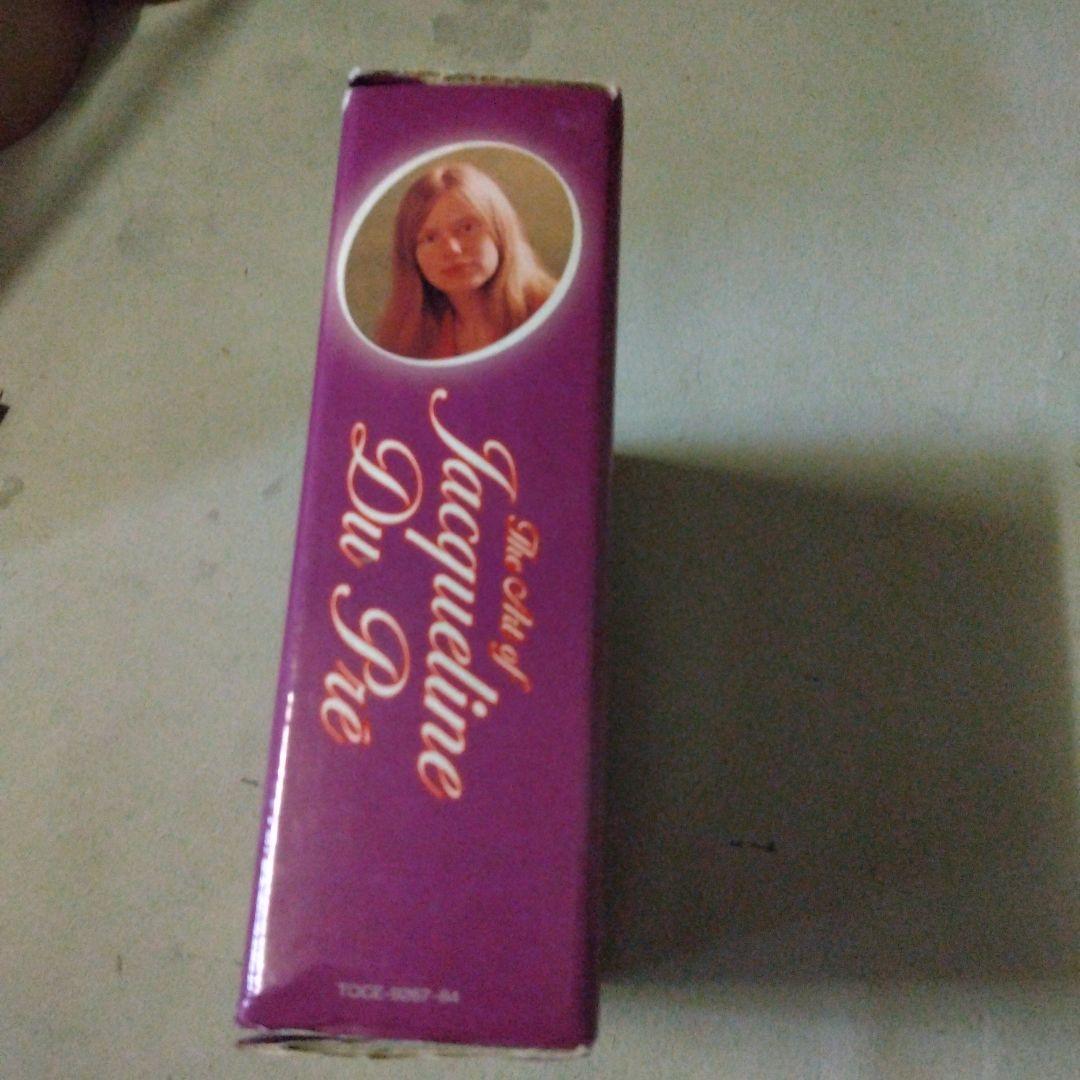 The Art of
Jacqueline
Du Pré
TOCE-9267-84